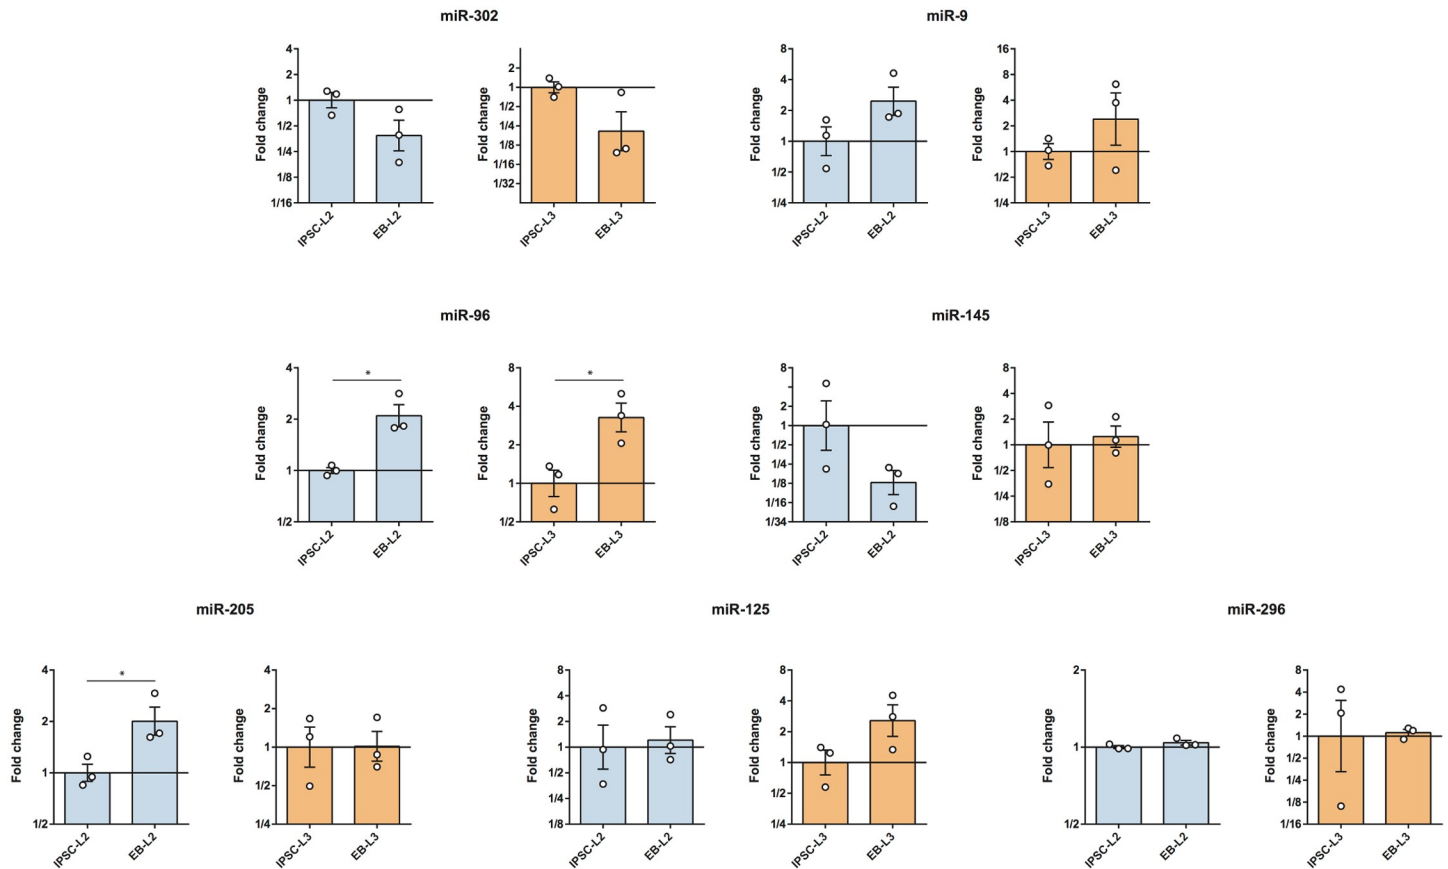 miR-302
miR-9
4
2
1
1/2
1/4
1/8
1/16
Fold change
IPSC-L2
EB-L2
2
1
1/2
1/4
1/8
1/16
1/32
Fold change
IPSC-L3
EB-L3
8
4
2
1
1/2
1/4
Fold change
IPSC-L2
EB-L2
16
8
4
2
1
1/2
1/4
Fold change
IPSC-L3
EB-L3
miR-96
miR-145
4
2
1
1/2
Fold change
*
IPSC-L2
EB-L2
8
4
2
1
1/2
Fold change
*
IPSC-L3
EB-L3
8
2
1
1/2
1/4
1/8
1/16
1/34
Fold change
IPSC-L2
EB-L2
8
4
2
1
1/2
1/4
1/8
Fold change
IPSC-L3
EB-L3
miR-205
miR-125
miR-296
4
2
1
1/2
Fold change
*
IPSC-L2
EB-L2
4
2
1
1/2
1/4
Fold change
IPSC-L3
EB-L3
8
4
2
1
1/2
1/4
1/8
Fold change
IPSC-L2
EB-L2
8
4
2
1
1/2
1/4
Fold change
IPSC-L3
EB-L3
2
1
1/2
Fold change
IPSC-L2
EB-L2
8
4
2
1
1/2
1/4
1/8
1/16
Fold change
IPSC-L3
EB-L3